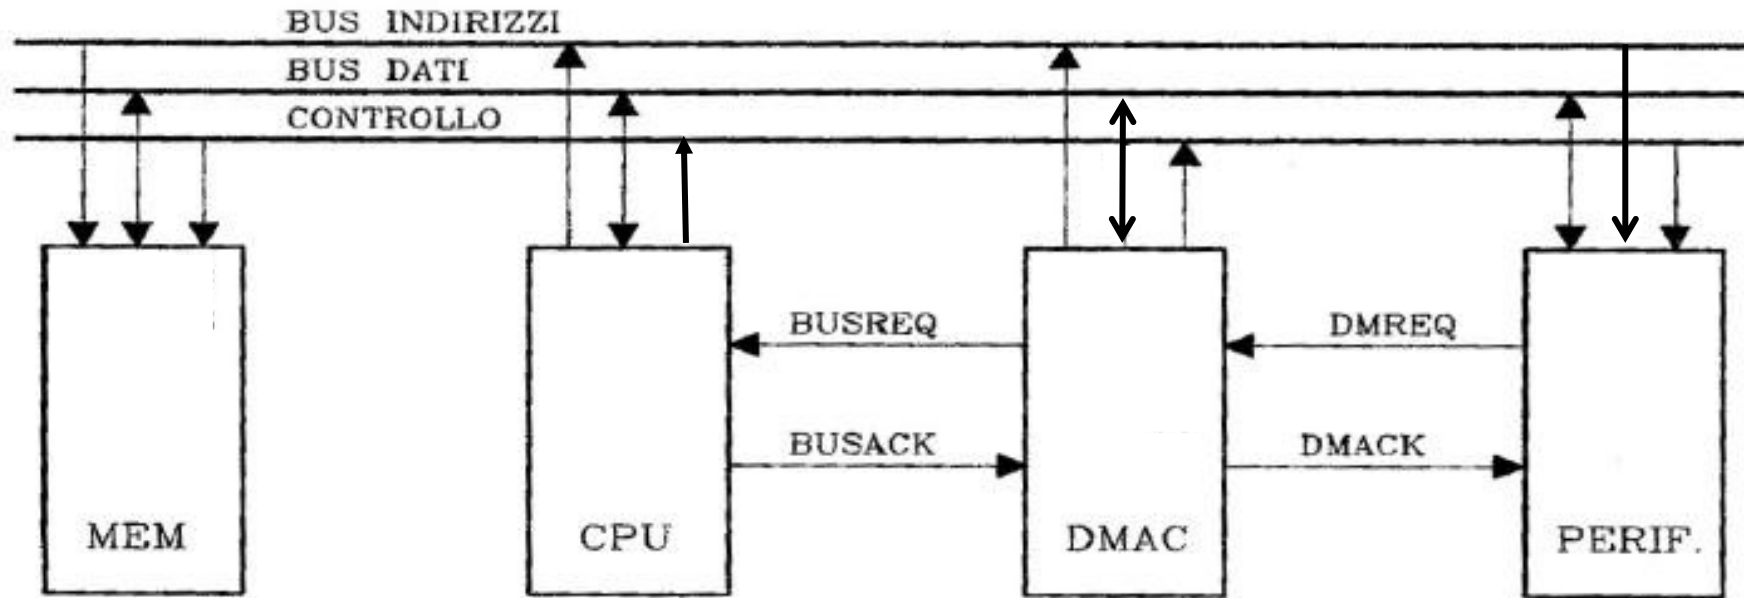 BUS INDIRIZZI
BUS DATI
CONTROLLO
BUSREQ
DMREQ
BUSACK
DMACK
MEM
CPU
DMAC
PERIF.